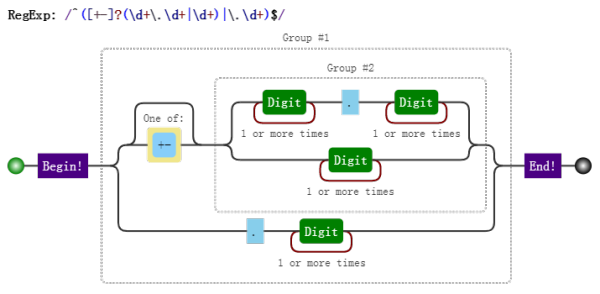 RegExp: /^([+-]?(\d+\.\d+|\d+)|\.\d+)$/
Group #1
Group #2
One of:
Digit . Digit
1 or more times 1 or more times
+-
Digit
Begin! End!
1 or more times
. Digit
1 or more times